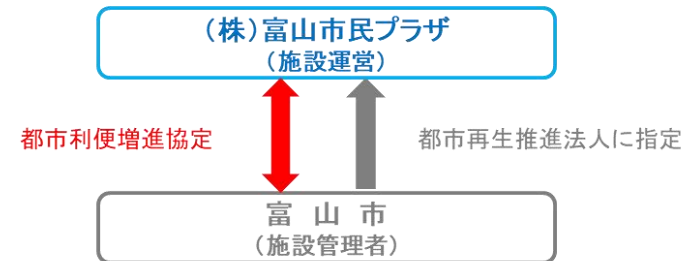 （株）富山市民プラザ
（施設運営）
都市利便増進協定
都市再生推進法人に指定
富　山　市
（施設管理者）